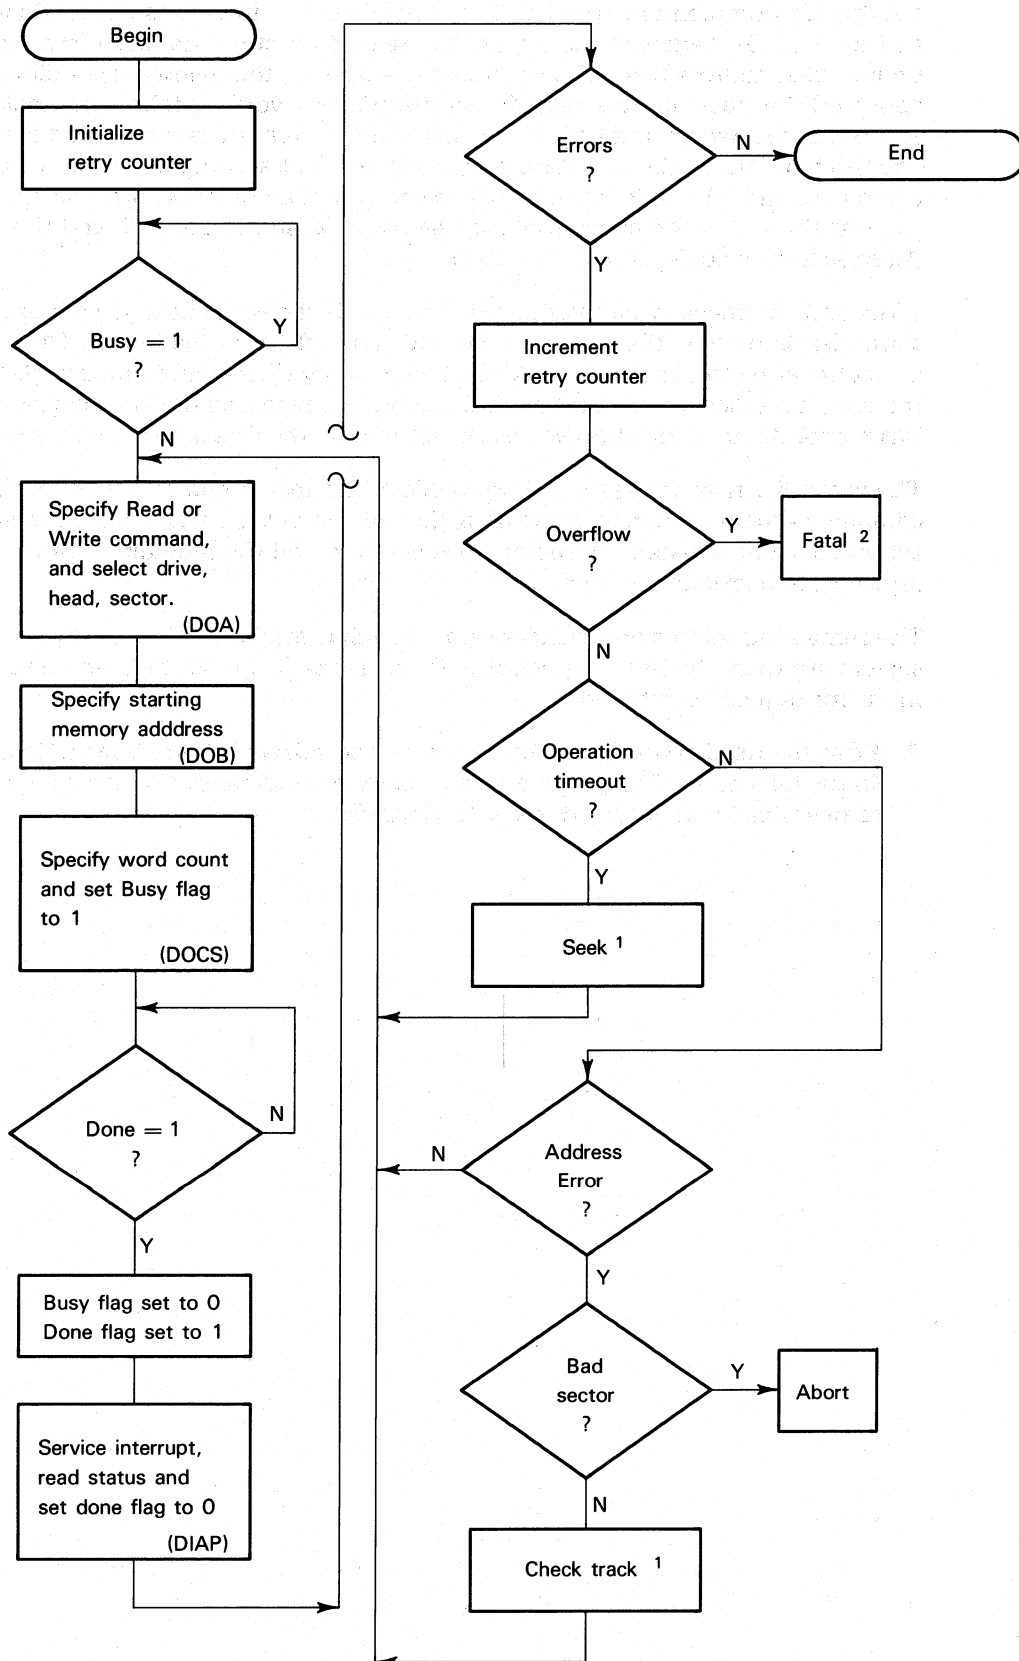 Begin
Initialize
retry counter
Busy = 1
?
Y
N
Specify Read or
Write command,
and select drive,
head, sector.
(DOA)
Specify starting
memory adddress
(DOB)
Specify word count
and set Busy flag
to 1
(DOCS)
Done = 1
?
N
Y
Busy flag set to 0
Done flag set to 1
Service interrupt,
read status and
set done flag to 0
(DIAP)
Errors
?
N
End
Y
Increment
retry counter
Overflow
?
Y
Fatal 2
N
Operation
timeout
?
N
Y
Seek 1
Address
Error
?
N
Y
Bad
sector
?
Y
Abort
N
Check track 1